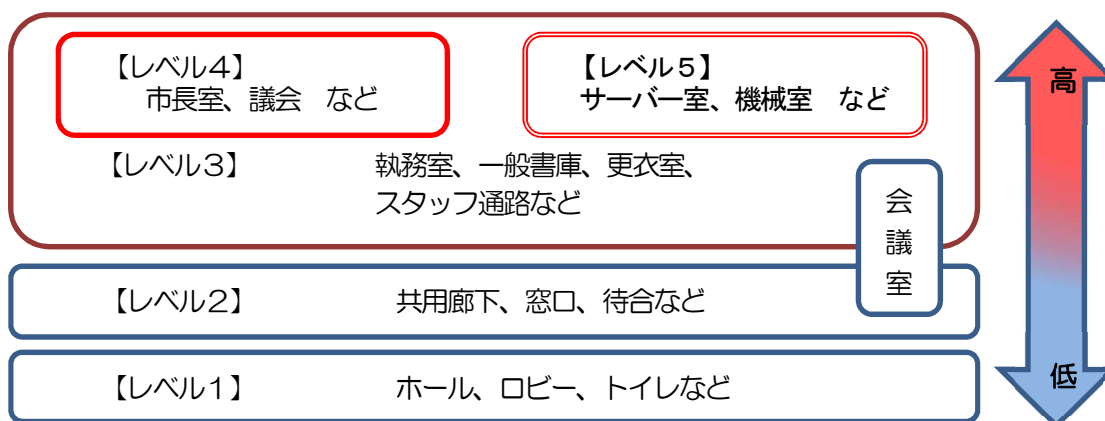 【レベル４】
市長室、議会　など
【レベル５】
サーバー室、機械室　など
高
【レベル３】　執務室、一般書庫、更衣室、
スタッフ通路など
会議室
【レベル２】　共用廊下、窓口、待合など
【レベル１】　ホール、ロビー、トイレなど
低